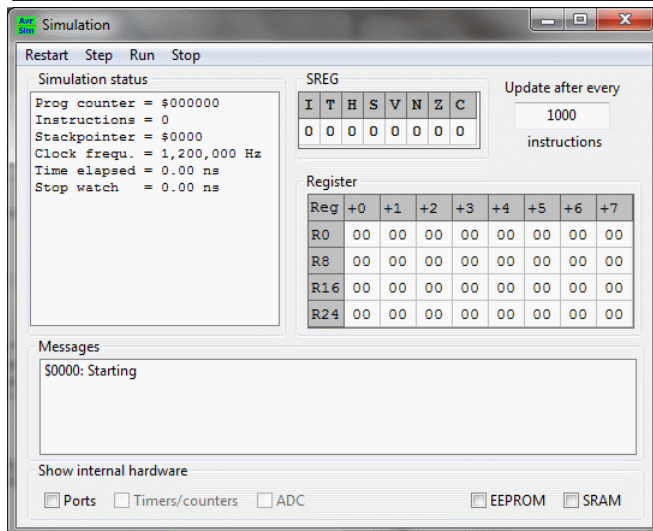 Avr Sim Simulation
Restart Step Run Stop
Simulation status
Prog counter = $000000
Instructions = 0
Stackpointer = $0000
Clock frequ. = 1,200,000 Hz
Time elapsed = 0.00 ns
Stop watch = 0.00 ns
SREG
I T H S V N Z C
0 0 0 0 0 0 0 0
Update after every
1000
instructions
Register
Reg +0 +1 +2 +3 +4 +5 +6 +7
R0 00 00 00 00 00 00 00 00
R8 00 00 00 00 00 00 00 00
R16 00 00 00 00 00 00 00 00
R24 00 00 00 00 00 00 00 00
Messages
$0000: Starting
Show internal hardware
Ports Timers/counters ADC EEPROM SRAM